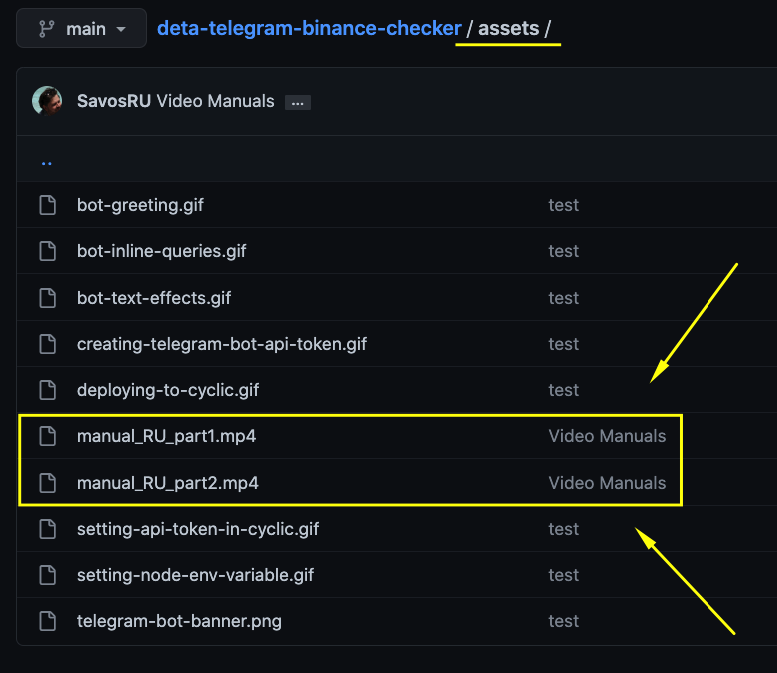 main deta-telegram-binance-checker / assets /
SavosRU Video Manuals ...
..
bot-greeting.gif test
bot-inline-queries.gif test
bot-text-effects.gif test
creating-telegram-bot-api-token.gif test
deploying-to-cyclic.gif test
manual_RU_part1.mp4 Video Manuals
manual_RU_part2.mp4 Video Manuals
setting-api-token-in-cyclic.gif test
setting-node-env-variable.gif test
telegram-bot-banner.png test